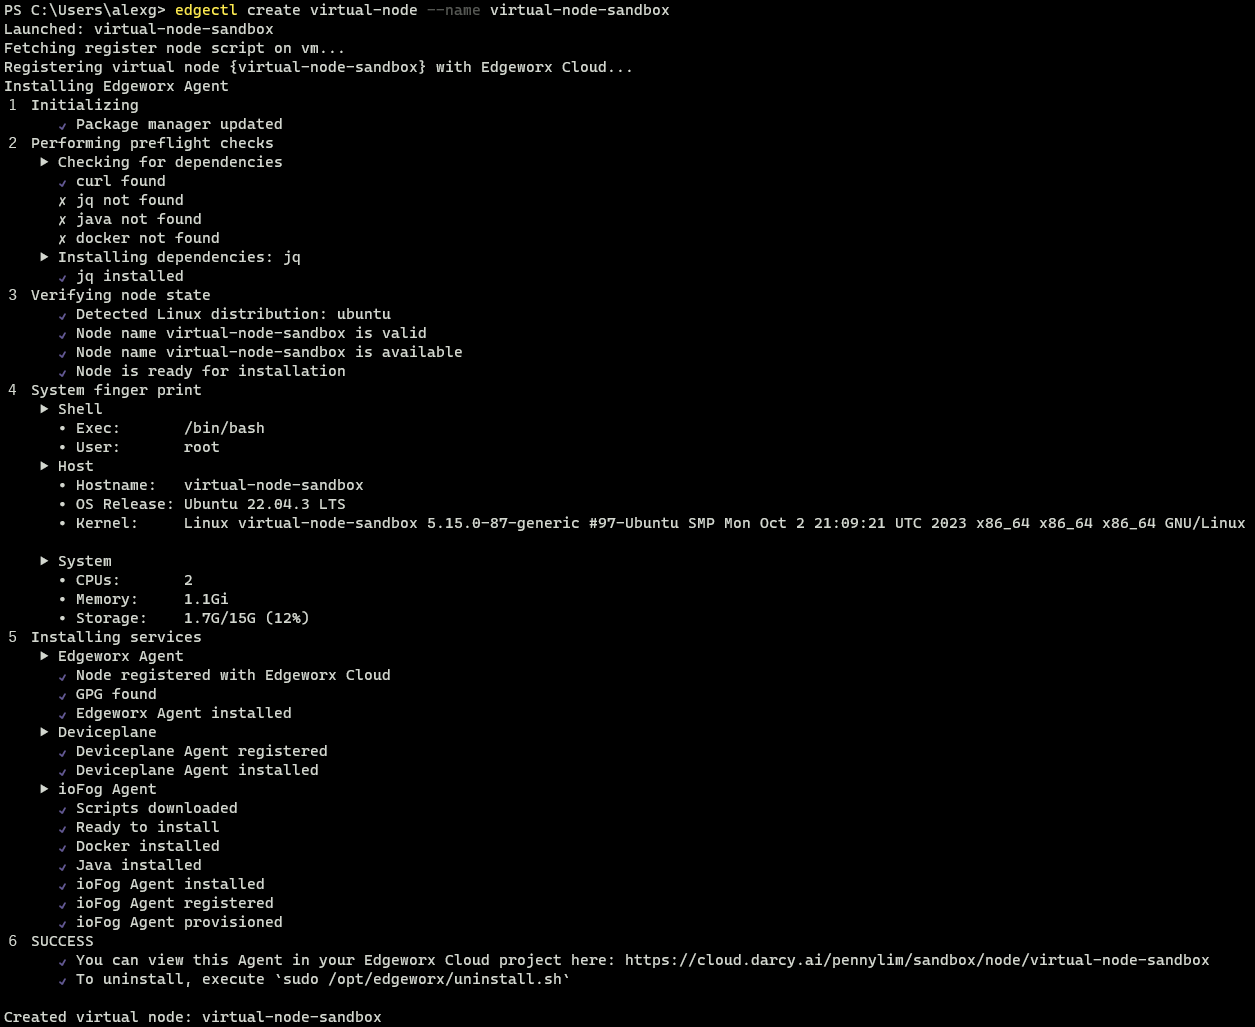 PS C:\Users\alexg> edgectl create virtual-node --name virtual-node-sandbox
Launched: virtual-node-sandbox
Fetching register node script on vm...
Registering virtual node {virtual-node-sandbox} with Edgeworx Cloud...
Installing Edgeworx Agent
1 Initializing
✓ Package manager updated
2 Performing preflight checks
▶ Checking for dependencies
✓ curl found
✗ jq not found
✗ java not found
✗ docker not found
▶ Installing dependencies: jq
✓ jq installed
3 Verifying node state
✓ Detected Linux distribution: ubuntu
✓ Node name virtual-node-sandbox is valid
✓ Node name virtual-node-sandbox is available
✓ Node is ready for installation
4 System finger print
▶ Shell
• Exec: /bin/bash
• User: root
▶ Host
• Hostname: virtual-node-sandbox
• OS Release: Ubuntu 22.04.3 LTS
• Kernel: Linux virtual-node-sandbox 5.15.0-87-generic #97-Ubuntu SMP Mon Oct 2 21:09:21 UTC 2023 x86_64 x86_64 x86_64 GNU/Linux
▶ System
• CPUs: 2
• Memory: 1.1Gi
• Storage: 1.7G/15G (12%)
5 Installing services
▶ Edgeworx Agent
✓ Node registered with Edgeworx Cloud
✓ GPG found
✓ Edgeworx Agent installed
▶ Deviceplane
✓ Deviceplane Agent registered
✓ Deviceplane Agent installed
▶ ioFog Agent
✓ Scripts downloaded
✓ Ready to install
✓ Docker installed
✓ Java installed
✓ ioFog Agent installed
✓ ioFog Agent registered
✓ ioFog Agent provisioned
6 SUCCESS
✓ You can view this Agent in your Edgeworx Cloud project here: https://cloud.darcy.ai/pennylim/sandbox/node/virtual-node-sandbox
✓ To uninstall, execute `sudo /opt/edgeworx/uninstall.sh`
Created virtual node: virtual-node-sandbox